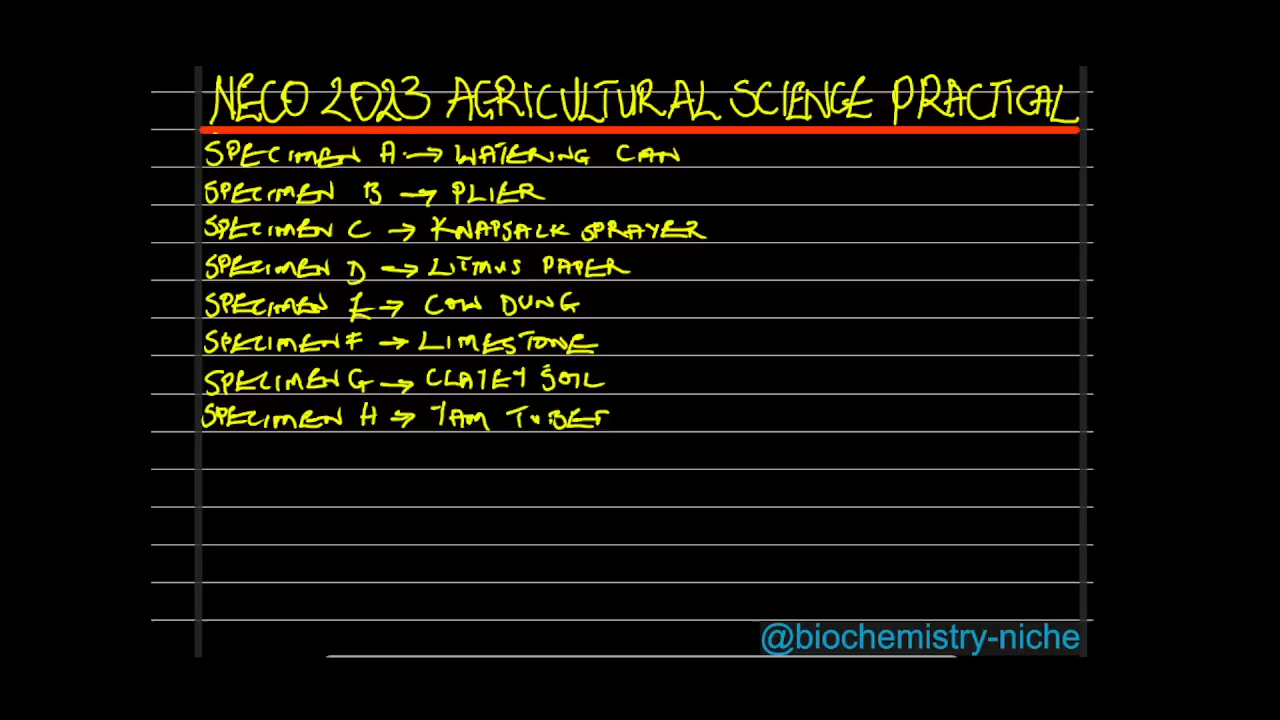 NECO 2023 AGRICULTURAL SCIENCE PRACTICAL
SPECIMEN A → WATERING CAN
SPECIMEN B → PLIER
SPECIMEN C → KNAPSALK SPRAYER
SPECIMEN D → LITMUS PAPER
SPECIMEN E → COW DUNG
SPECIMEN F → LIMESTONE
SPECIMEN G → CLAYEY SOIL
SPECIMEN H → YAM TUBER
@biochemistry-niche